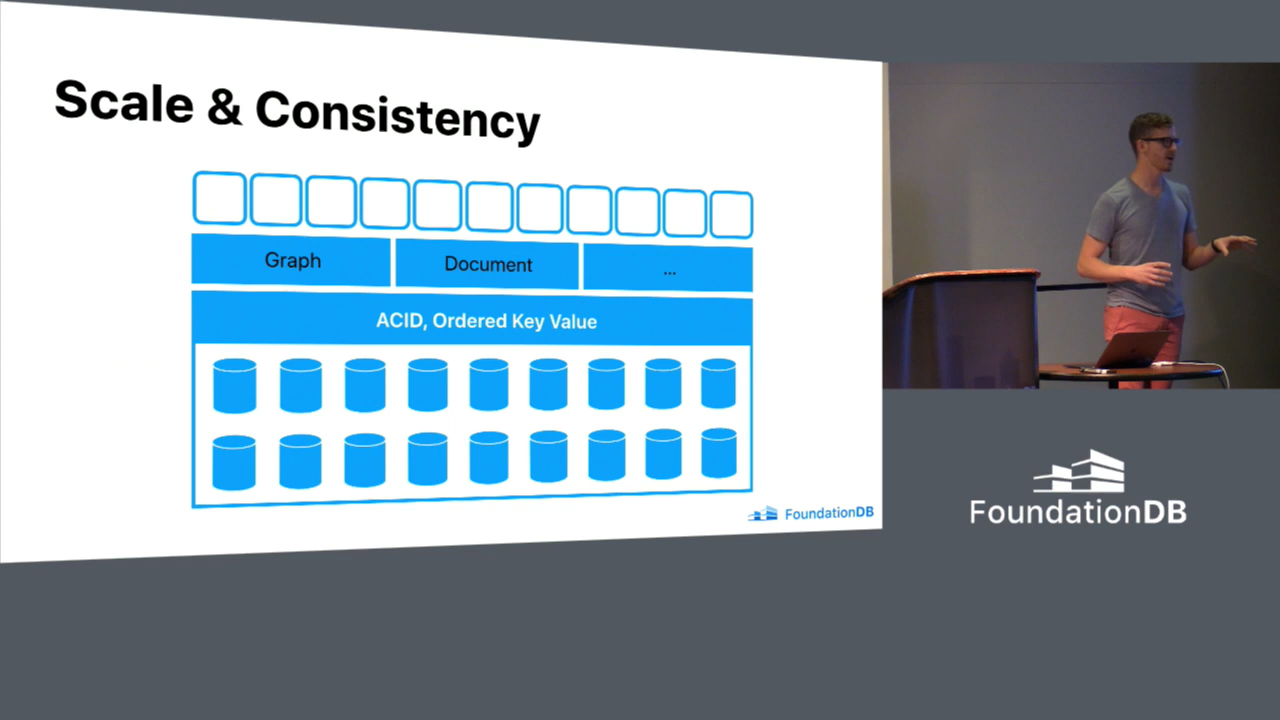 Scale & Consistency
Graph
Document
...
ACID, Ordered Key Value
FoundationDB
FoundationDB